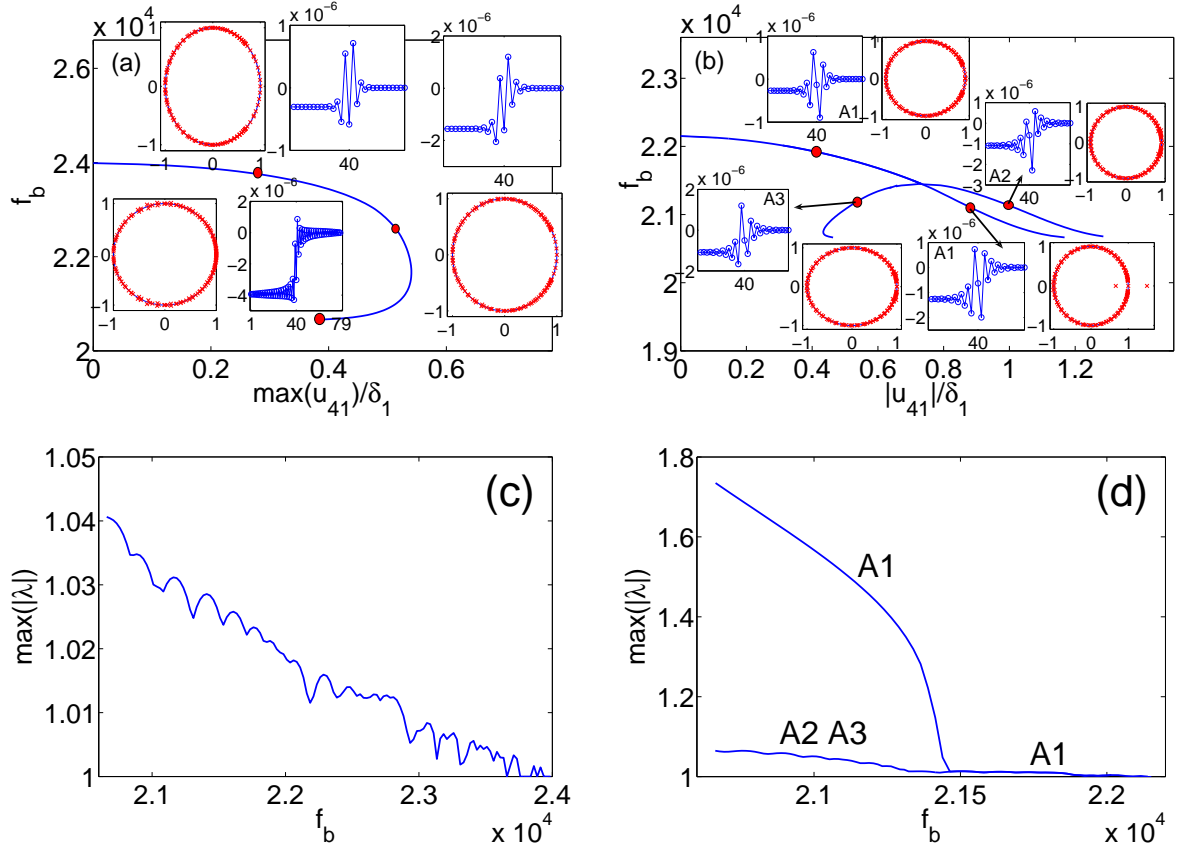 x 10⁴
(a)
2.6
2.4
2.2
2
f_b
0 0.2 0.4 0.6
max(u₄₁)/δ₁
1
0
−1
−1 0 1
x 10⁻⁶
1
0
−1
40
x 10⁻⁶
2
0
−2
40
1
0
−1
−1 0 1
x 10⁻⁶
2
0
−2
−4
1 40 79
1
0
−1
−1 0 1
x 10⁴
(b)
2.3
2.2
2.1
2
1.9
f_b
0 0.2 0.4 0.6 0.8 1 1.2
|u₄₁|/δ₁
x 10⁻⁶
1
0
−1
A1
40
1
0
−1
−1 0 1
x 10⁻⁶
1
0
−1
−2
−3
A2
40
1
0
−1
−1 0 1
x 10⁻⁶
2
0
−2
A3
40
1
0
−1
−1 0 1
x 10⁻⁶
1
0
−1
−2
A1
40
1
0
−1
−1 0 1
(c)
1.05
1.04
1.03
1.02
1.01
1
max(|λ|)
2.1 2.2 2.3 2.4
f_b
x 10⁴
(d)
1.8
1.6
1.4
1.2
1
max(|λ|)
A1
A2 A3
A1
2.1 2.15 2.2
f_b
x 10⁴